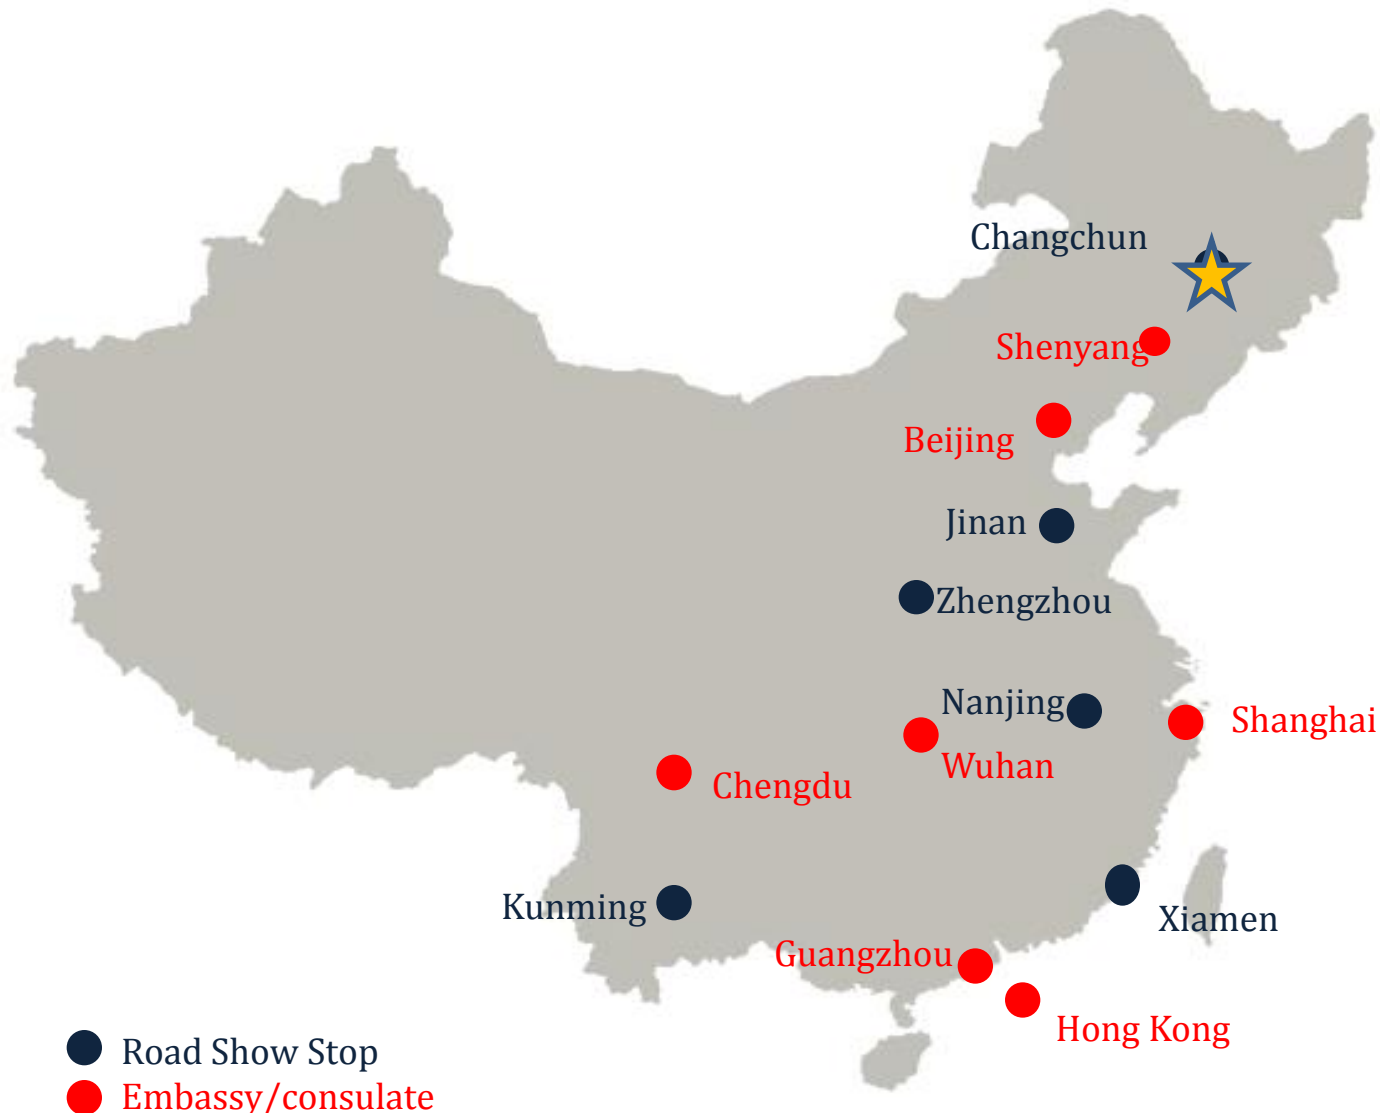 Changchun
Shenyang
Beijing
Jinan
Zhengzhou
Nanjing
Shanghai
Wuhan
Chengdu
Kunming
Xiamen
Guangzhou
Hong Kong
Road Show Stop
Embassy/consulate